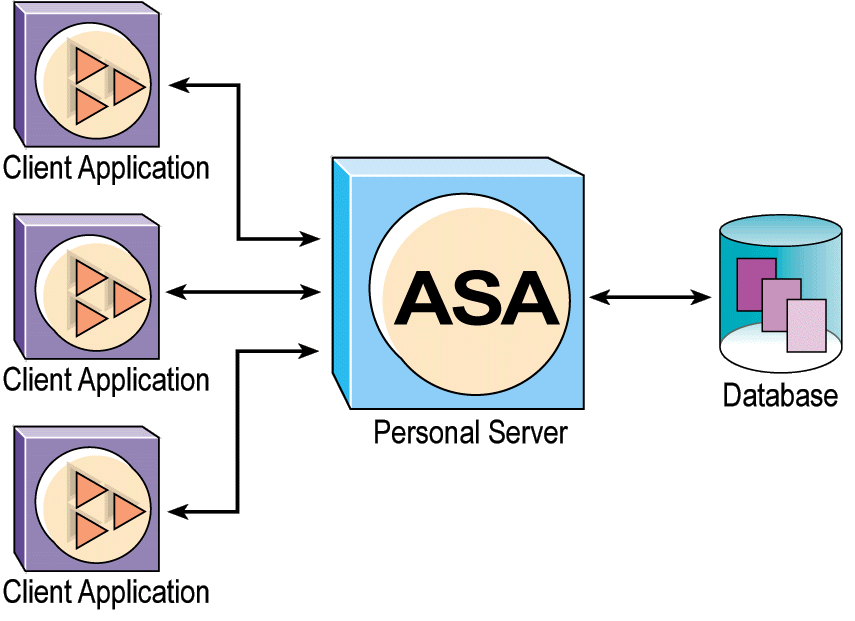 Client Application
Client Application
ASA
Database
Personal Server
Client Application